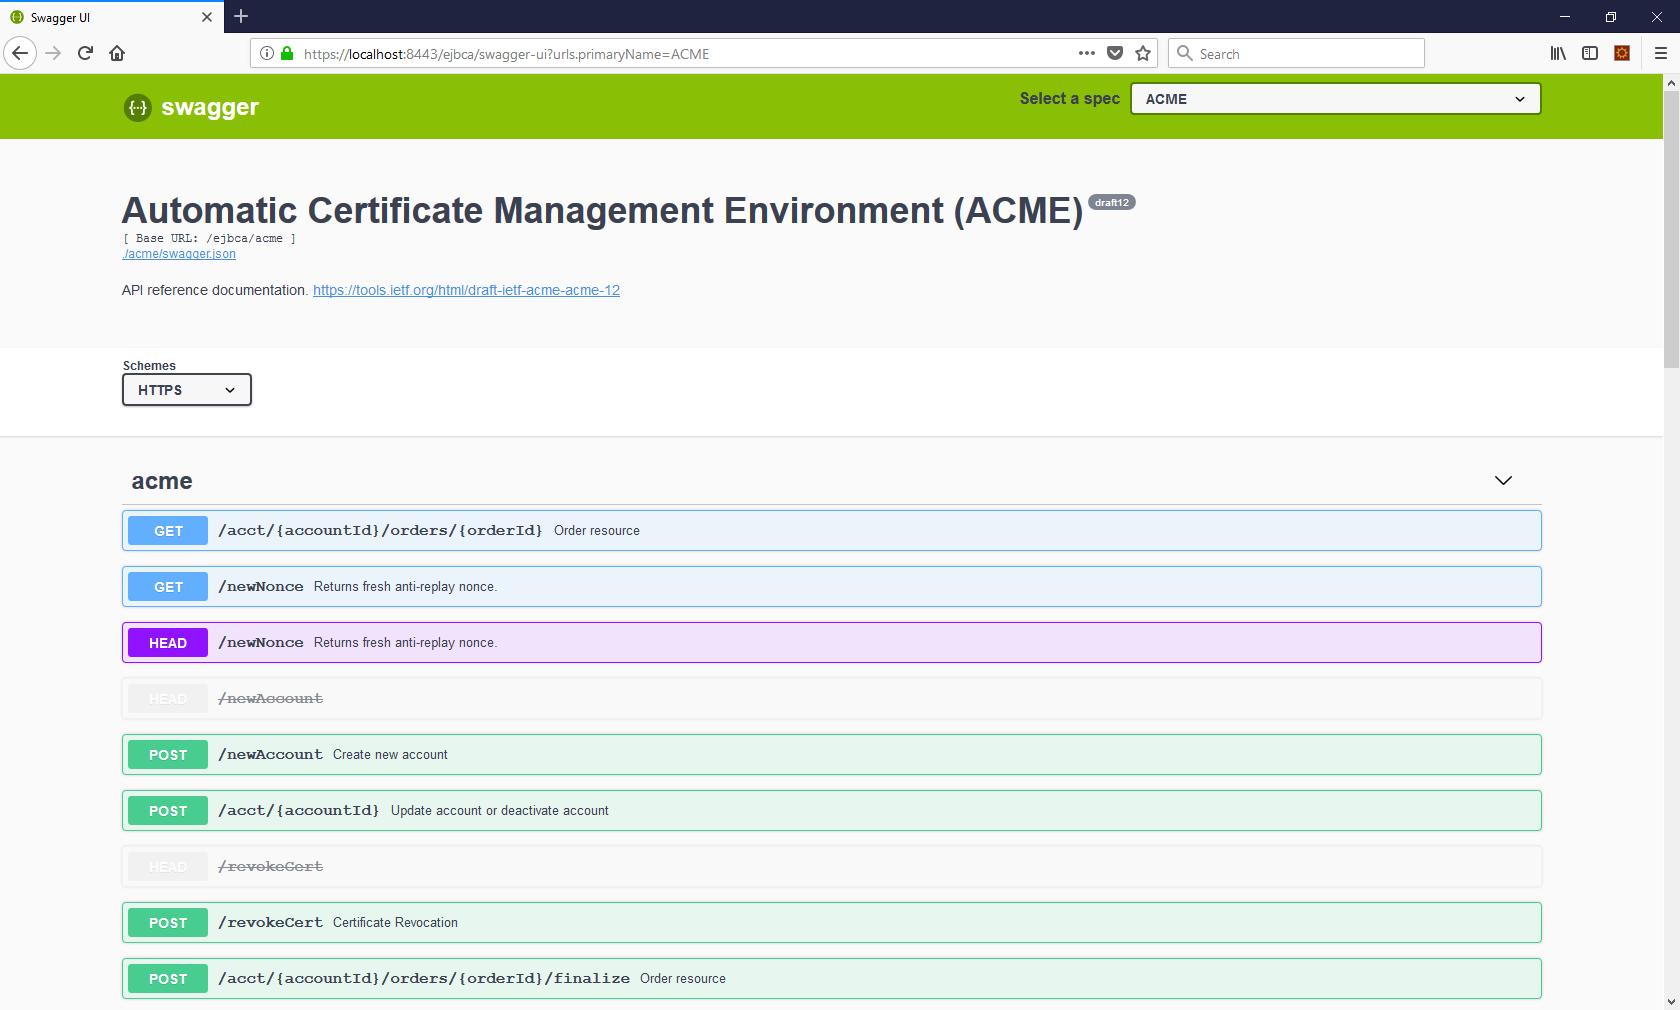 Swagger UI
https://localhost:8443/ejbca/swagger-ui?urls.primaryName=ACME
Search
{··} swagger
Select a spec
ACME
Automatic Certificate Management Environment (ACME) draft12
[ Base URL: /ejbca/acme ]
./acme/swagger.json
API reference documentation. https://tools.ietf.org/html/draft-ietf-acme-acme-12
Schemes
HTTPS
acme
GET /acct/{accountId}/orders/{orderId} Order resource
GET /newNonce Returns fresh anti-replay nonce.
HEAD /newNonce Returns fresh anti-replay nonce.
HEAD /newAccount
POST /newAccount Create new account
POST /acct/{accountId} Update account or deactivate account
HEAD /revokeCert
POST /revokeCert Certificate Revocation
POST /acct/{accountId}/orders/{orderId}/finalize Order resource